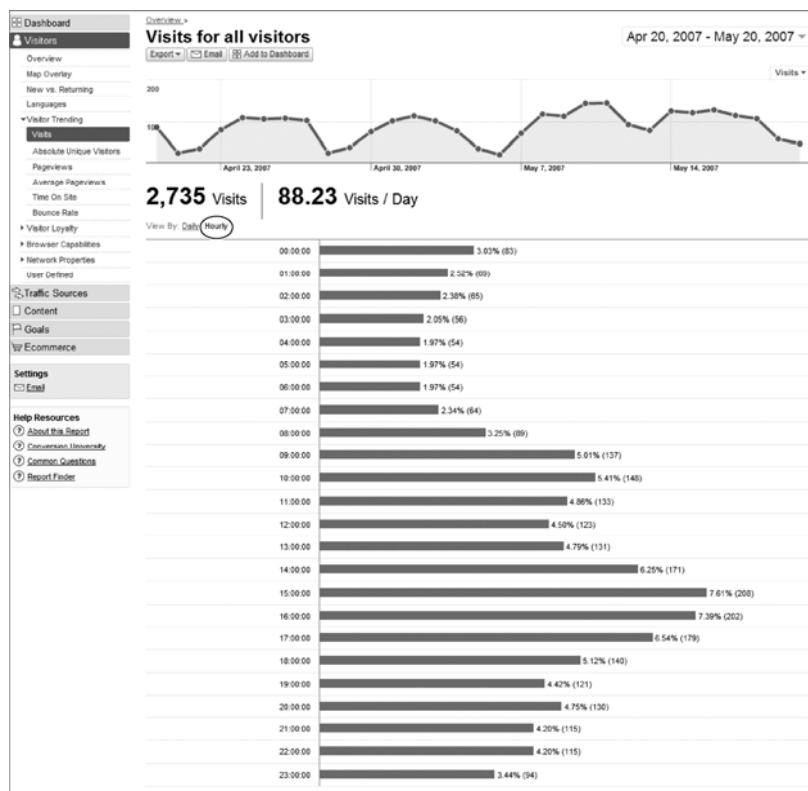 Dashboard
Visitors
Overview
Map Overlay
New vs. Returning
Languages
Visitor Trending
Visits
Absolute Unique Visitors
Pageviews
Average Pageviews
Time On Site
Bounce Rate
Visitor Loyalty
Browser Capabilities
Network Properties
User Defined
Traffic Sources
Content
Goals
Ecommerce
Settings
Email
Help Resources
About this Report
Conversion University
Common Questions
Report Finder
Overview »
Visits for all visitors
Apr 20, 2007 - May 20, 2007
Export Email Add to Dashboard
Visits
200
100
April 23, 2007 April 30, 2007 May 7, 2007 May 14, 2007
2,735 Visits 88.23 Visits / Day
View By: Daily Hourly
00:00:00 3.03% (83)
01:00:00 2.52% (69)
02:00:00 2.38% (65)
03:00:00 2.05% (56)
04:00:00 1.97% (54)
05:00:00 1.97% (54)
06:00:00 1.97% (54)
07:00:00 2.34% (64)
08:00:00 3.25% (89)
09:00:00 5.01% (137)
10:00:00 5.41% (148)
11:00:00 4.86% (133)
12:00:00 4.50% (123)
13:00:00 4.79% (131)
14:00:00 6.25% (171)
15:00:00 7.61% (208)
16:00:00 7.39% (202)
17:00:00 6.54% (179)
18:00:00 5.12% (140)
19:00:00 4.42% (121)
20:00:00 4.75% (130)
21:00:00 4.20% (115)
22:00:00 4.20% (115)
23:00:00 3.44% (94)